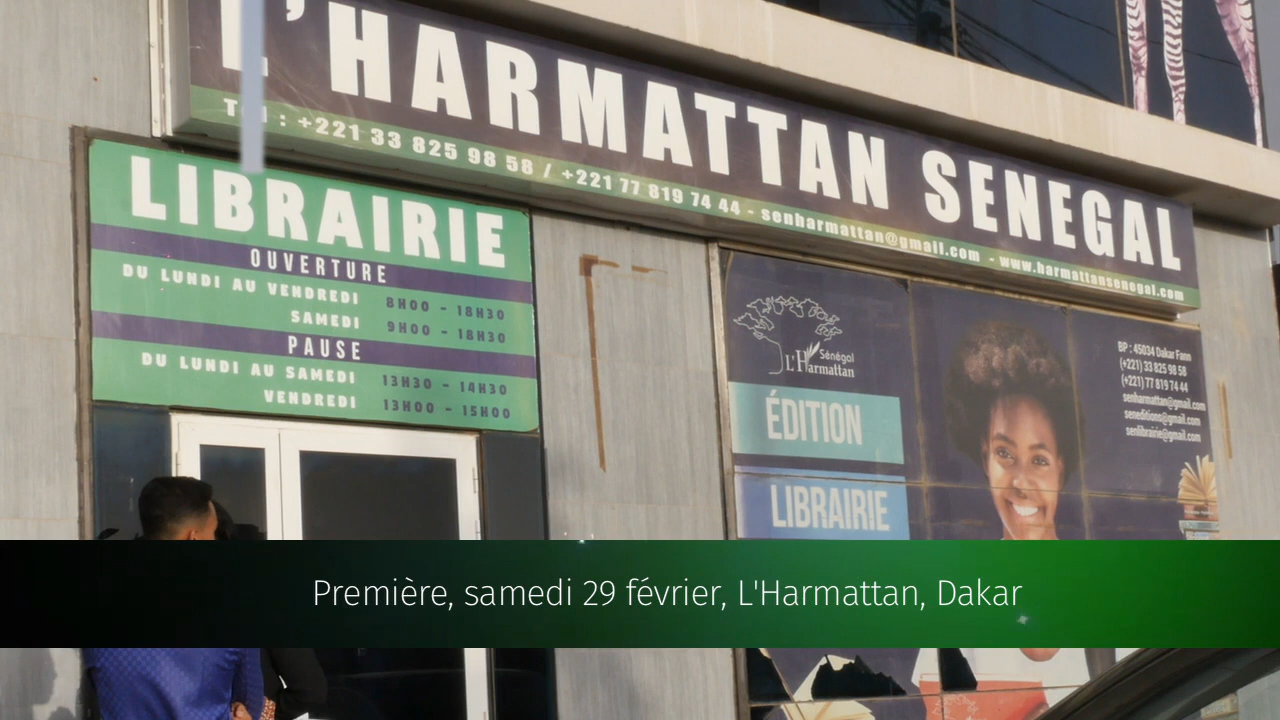 L'HARMATTAN SENEGAL
Tel : +221 33 825 98 58 / +221 77 819 74 44 - senharmattan@gmail.com - www.harmattansenegal.com
LIBRAIRIE
OUVERTURE
DU LUNDI AU VENDREDI 8H00 - 18H30
SAMEDI 9H00 - 18H30
PAUSE
DU LUNDI AU SAMEDI 13H30 - 14H30
VENDREDI 13H00 - 15H00
L'Harmattan Sénégal
BP : 45034 Dakar Fann
(+221) 33 825 98 58
(+221) 77 819 74 44
senharmattan@gmail.com
seneditions@gmail.com
senlibrairie@gmail.com
ÉDITION
LIBRAIRIE
Première, samedi 29 février, L'Harmattan, Dakar